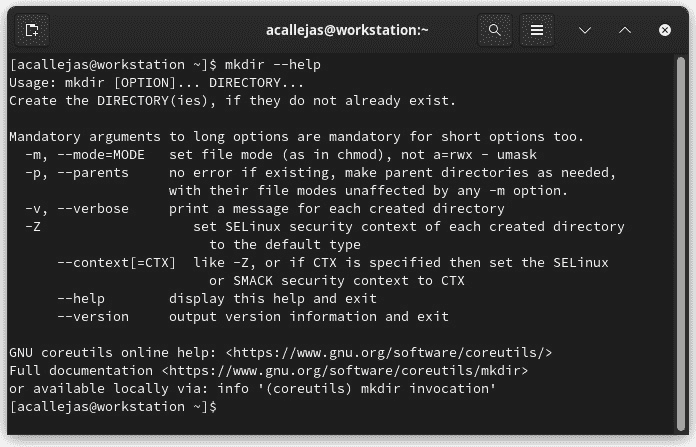 acallejas@workstation:~
[acallejas@workstation ~]$ mkdir --help
Usage: mkdir [OPTION]... DIRECTORY...
Create the DIRECTORY(ies), if they do not already exist.

Mandatory arguments to long options are mandatory for short options too.
  -m, --mode=MODE   set file mode (as in chmod), not a=rwx - umask
  -p, --parents     no error if existing, make parent directories as needed,
                    with their file modes unaffected by any -m option.
  -v, --verbose     print a message for each created directory
  -Z                   set SELinux security context of each created directory
                         to the default type
      --context[=CTX]  like -Z, or if CTX is specified then set the SELinux
                         or SMACK security context to CTX
      --help        display this help and exit
      --version     output version information and exit

GNU coreutils online help: <https://www.gnu.org/software/coreutils/>
Full documentation <https://www.gnu.org/software/coreutils/mkdir>
or available locally via: info '(coreutils) mkdir invocation'
[acallejas@workstation ~]$